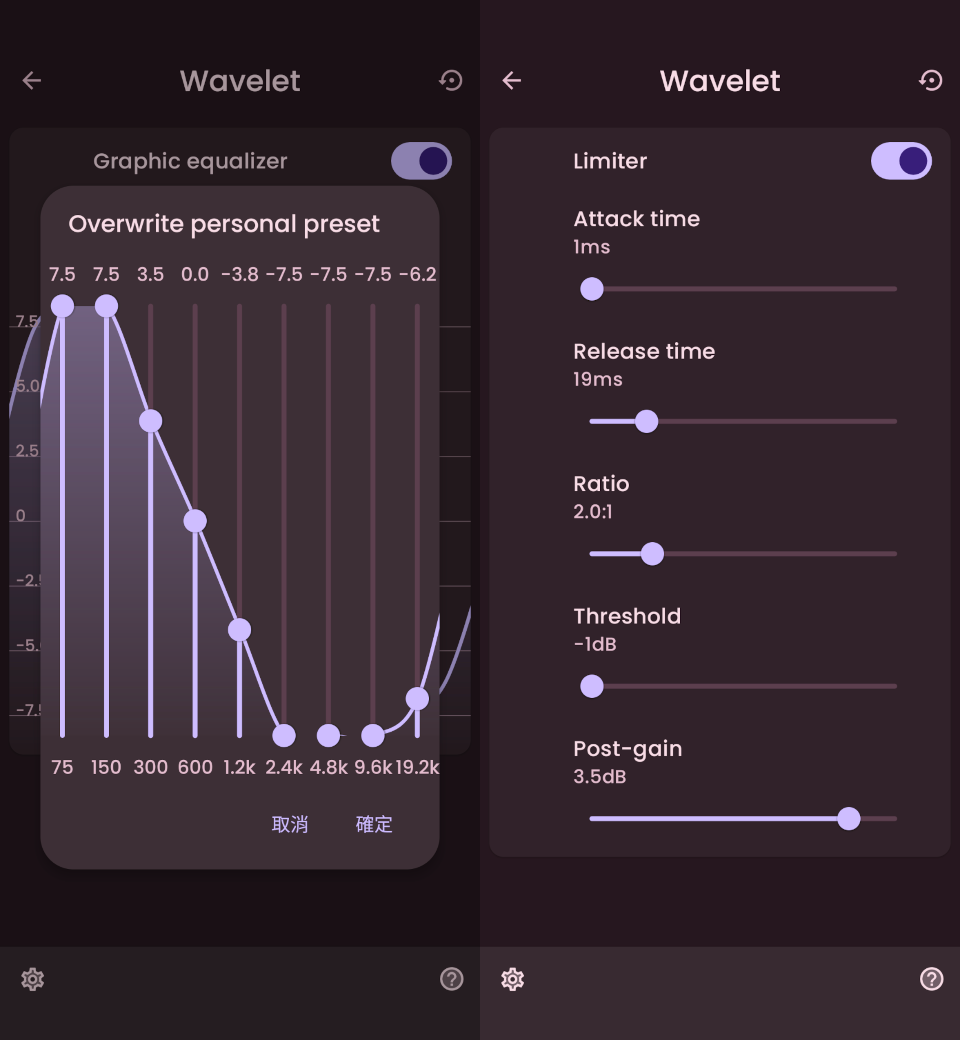 Wavelet
Graphic equalizer
Overwrite personal preset
7.5 7.5 3.5 0.0 −3.8 −7.5 −7.5 −7.5 −6.2
7.5
5.0
2.5
0
−2.5
−5.
−7.5
75 150 300 600 1.2k 2.4k 4.8k 9.6k 19.2k
取消 確定
Wavelet
Limiter
Attack time
1ms
Release time
19ms
Ratio
2.0:1
Threshold
-1dB
Post-gain
3.5dB